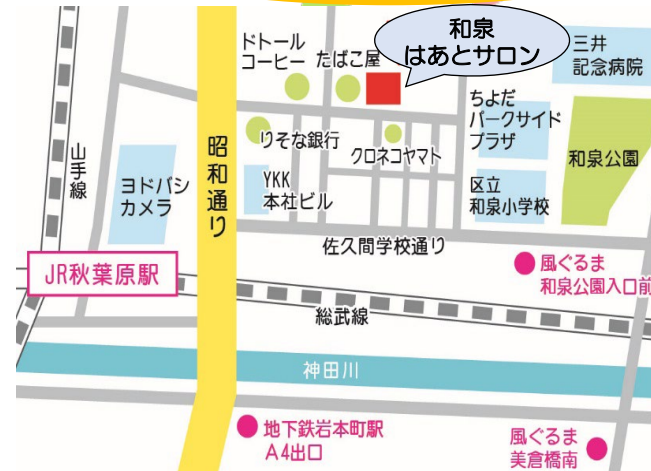 和泉
はあとサロン
ドトール
コーヒー
たばこ屋
三井
記念病院
ちよだ
パークサイド
プラザ
和泉公園
りそな銀行
クロネコヤマト
昭和通り
山手線
ヨドバシ
カメラ
YKK
本社ビル
区立
和泉小学校
佐久間学校通り
JR秋葉原駅
風ぐるま
和泉公園入口前
総武線
神田川
地下鉄岩本町駅
A4出口
風ぐるま
美倉橋南